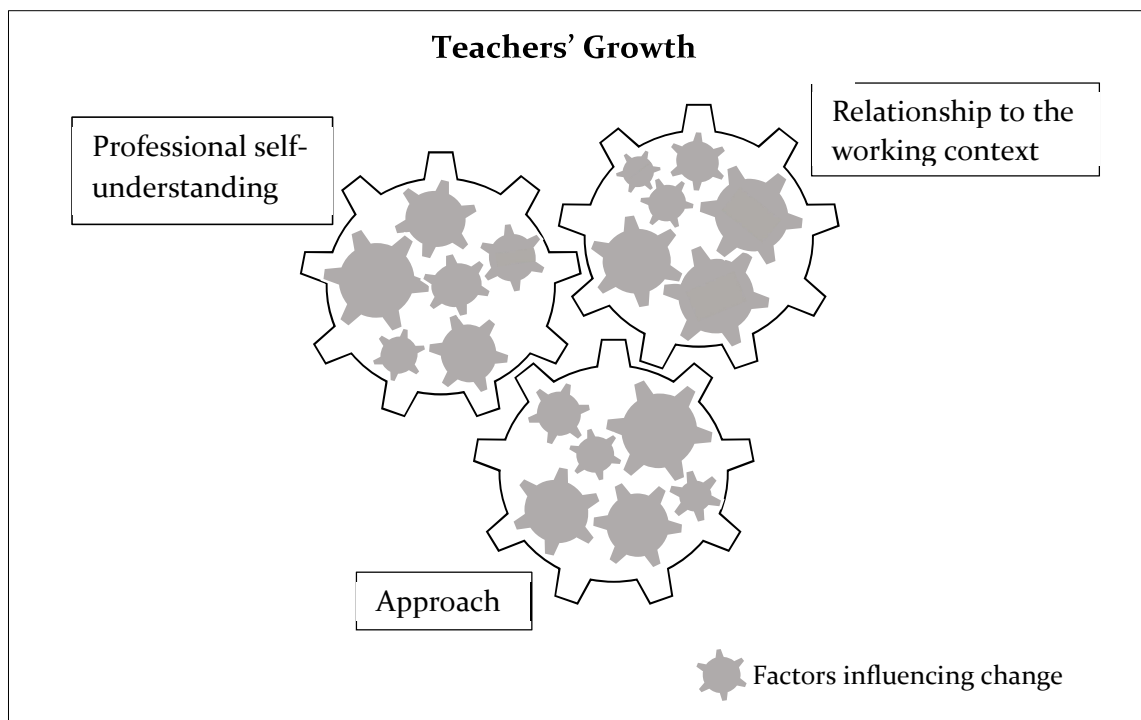 Teachers’ Growth
Professional self-
understanding
Relationship to the
working context
Approach
Factors influencing change